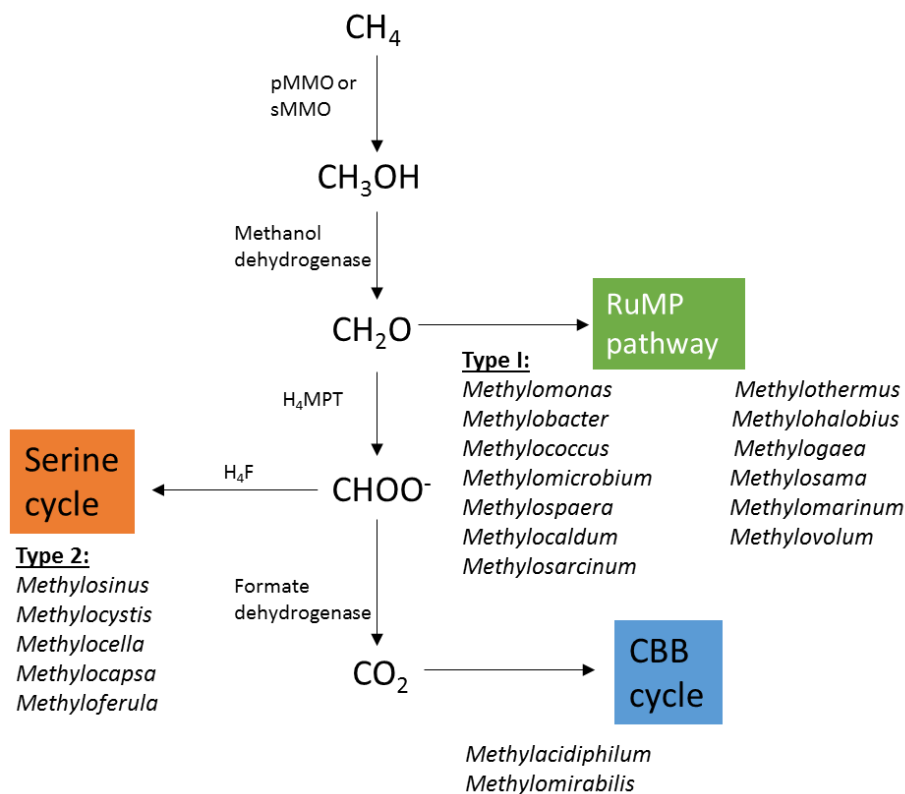 CH₄
pMMO or
sMMO
CH₃OH
Methanol
dehydrogenase
CH₂O
RuMP
pathway
Type I:
Methylomonas
Methylobacter
Methylococcus
Methylomicrobium
Methylospaera
Methylocaldum
Methylosarcinum
Methylothermus
Methylohalobius
Methylogaea
Methylosama
Methylomarinum
Methylovolum
H₄MPT
Serine
cycle
H₄F
CHOO⁻
Type 2:
Methylosinus
Methylocystis
Methylocella
Methylocapsa
Methyloferula
Formate
dehydrogenase
CO₂
CBB
cycle
Methylacidiphilum
Methylomirabilis